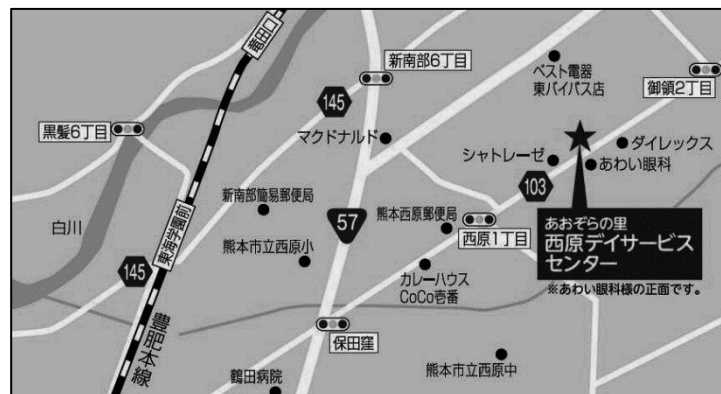 竜田口
新南部6丁目
ベスト電器
東バイパス店
御領2丁目
145
黒髪6丁目
マクドナルド
ダイレックス
シャトレーゼ
あわい眼科
103
新南部簡易郵便局
熊本西原郵便局
白川
東海学園前
57
西原1丁目
あおぞらの里
西原デイサービス
センター
※あわい眼科様の正面です。
熊本市立西原小
145
カレーハウス
CoCo壱番
豊肥本線
保田窪
鶴田病院
熊本市立西原中